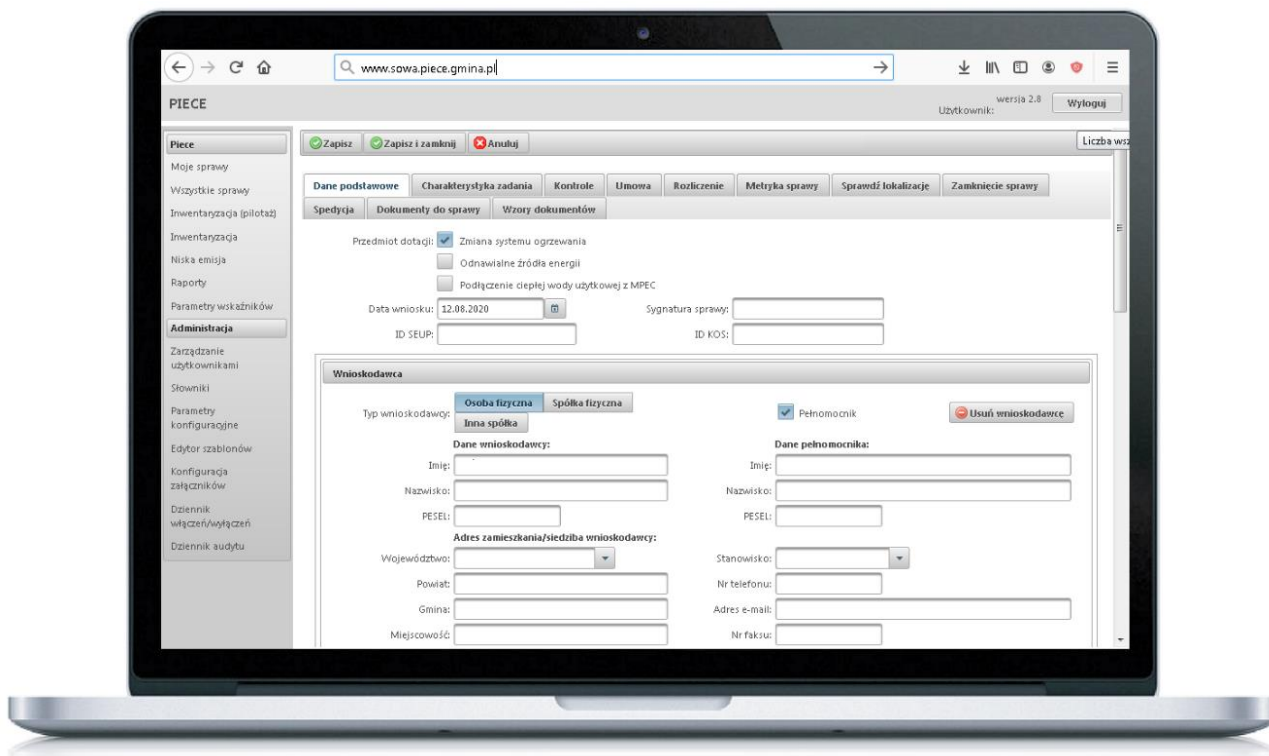 www.sowa.piece.gmina.pl
PIECE
wersja 2.8
Użytkownik:
Wyloguj
Piece
Moje sprawy
Wszystkie sprawy
Inwentaryzacja (pilotaż)
Inwentaryzacja
Niska emisja
Raporty
Parametry wskaźników
Administracja
Zarządzanie
użytkownikami
Słowniki
Parametry
konfiguracyjne
Edytor szablonów
Konfiguracja
załączników
Dziennik
włączeń/wyłączeń
Dziennik audytu
Zapisz Zapisz i zamknij Anuluj
Liczba wsz
Dane podstawowe Charakterystyka zadania Kontrole Umowa Rozliczenie Metryka sprawy Sprawdź lokalizację Zamknięcie sprawy
Spedycja Dokumenty do sprawy Wzory dokumentów
Przedmiot dotacji: Zmiana systemu ogrzewania
Odnawialne źródła energii
Podłączenie ciepłej wody użytkowej z MPEC
Data wniosku: 12.08.2020 Sygnatura sprawy:
ID SEUP: ID KOS:
Wnioskodawca
Typ wnioskodawcy: Osoba fizyczna Spółka fizyczna
Inna spółka
Pełnomocnik Usuń wnioskodawcę
Dane wnioskodawcy: Dane pełnomocnika:
Imię: Imię:
Nazwisko: Nazwisko:
PESEL: PESEL:
Adres zamieszkania/siedziba wnioskodawcy:
Województwo: Stanowisko:
Powiat: Nr telefonu:
Gmina: Adres e-mail:
Miejscowość: Nr faksu: